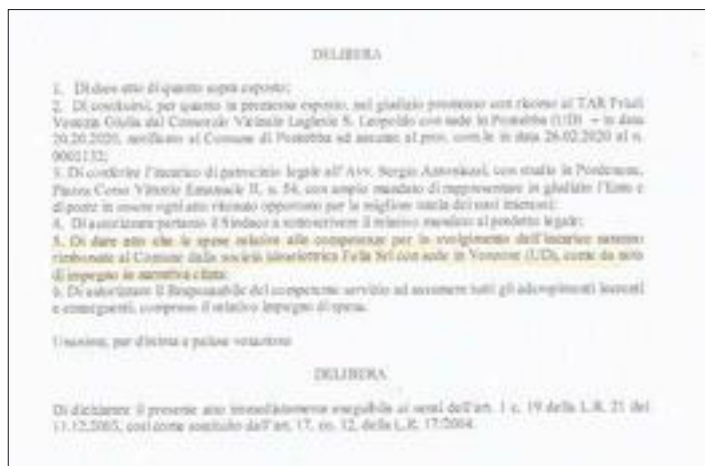 DELIBERA
1. Di dare atto di quanto sopra esposto;
2. Di costituirsi, per quanto in premessa esposto, nel giudizio promosso con ricorso al TAR Friuli
Venezia Giulia dal Consorzio Vicinale Laglesie S. Leopoldo con sede in Pontebba (UD) – in data
20.20.2020, notificato al Comune di Pontebba ed assunto al prot. com.le in data 26.02.2020 al n.
0001132;
3. Di conferire l'incarico di patrocinio legale all'Avv. Sergio Antoniazzi, con studio in Pordenone,
Piazza Corso Vittorio Emanuele II, n. 54, con ampio mandato di rappresentare in giudizio l'Ente e
di porre in essere ogni atto ritenuto opportuno per la migliore tutela dei suoi interessi;
4. Di autorizzare pertanto il Sindaco a sottoscrivere il relativo mandato al predetto legale;
5. Di dare atto che le spese relative alle competenze per lo svolgimento dell'incarico saranno
rimborsate al Comune dalla società idroelettrica Fella Srl con sede in Venzone (UD), come da nota
di impegno in narrativa citata;
6. Di autorizzare il Responsabile del competente servizio ad assumere tutti gli adempimenti inerenti
e conseguenti, compreso il relativo impegno di spesa.
Unanime, per distinta e palese votazione
DELIBERA
Di dichiarare il presente atto immediatamente eseguibile ai sensi dell'art. 1 c. 19 della L.R. 21 del
11.12.2003, così come sostituito dall'art. 17, co. 12, della L.R. 17/2004.